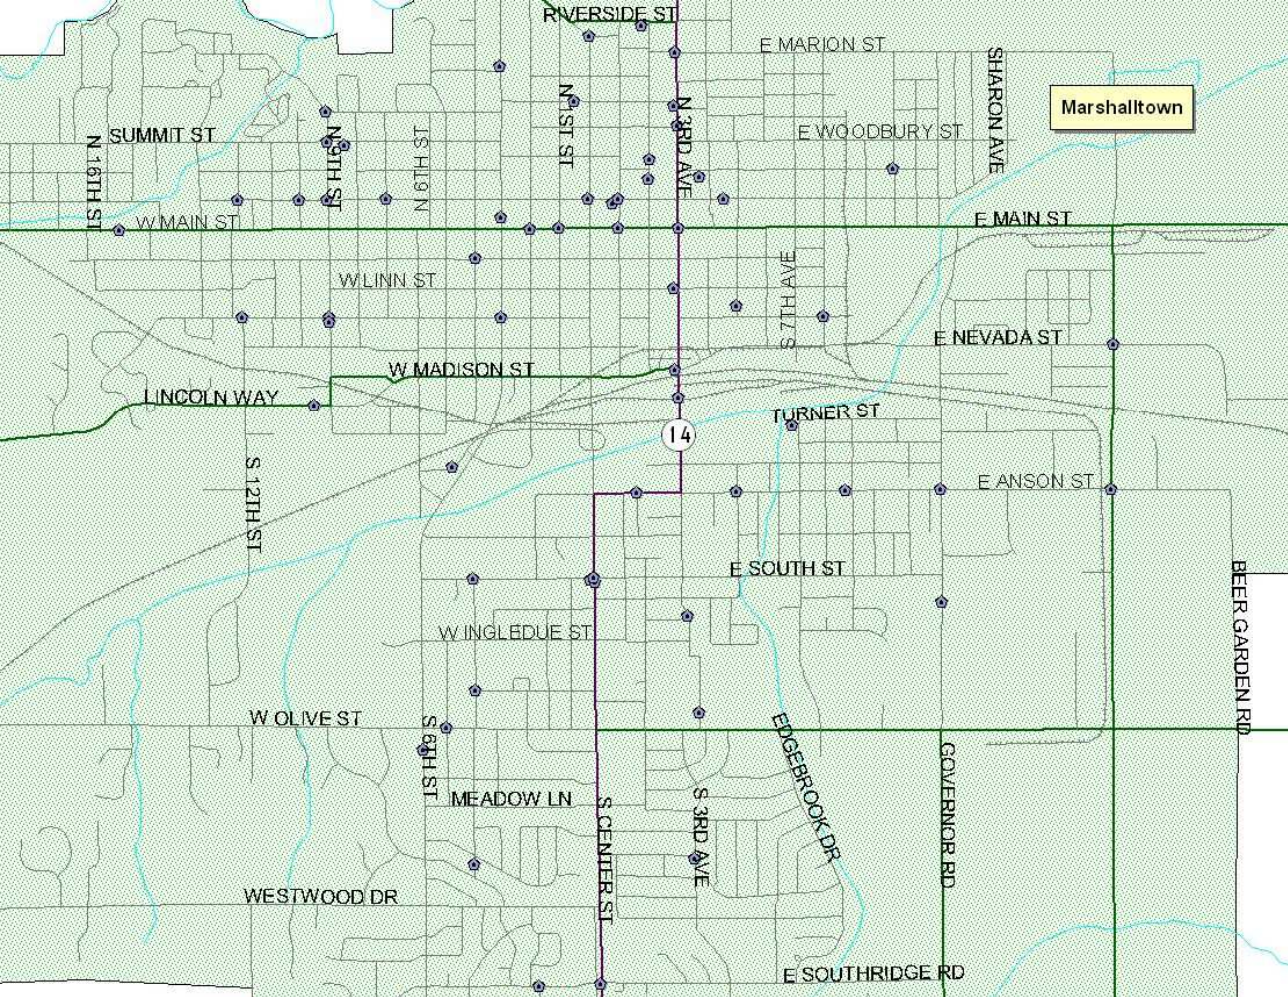 RIVERSIDE ST
E MARION ST
SHARON AVE
Marshalltown
N 1ST ST
N 3RD AVE
SUMMIT ST
N 16TH ST
N 9TH ST
N 6TH ST
E WOODBURY ST
W MAIN ST
E MAIN ST
W LINN ST
S 7TH AVE
E NEVADA ST
W MADISON ST
LINCOLN WAY
TURNER ST
14
S 12TH ST
E ANSON ST
E SOUTH ST
BEER GARDEN RD
W INGLEDUE ST
W OLIVE ST
S 6TH ST
EDGEBROOK DR
GOVERNOR RD
MEADOW LN
S CENTER ST
S 3RD AVE
WESTWOOD DR
E SOUTHRIDGE RD